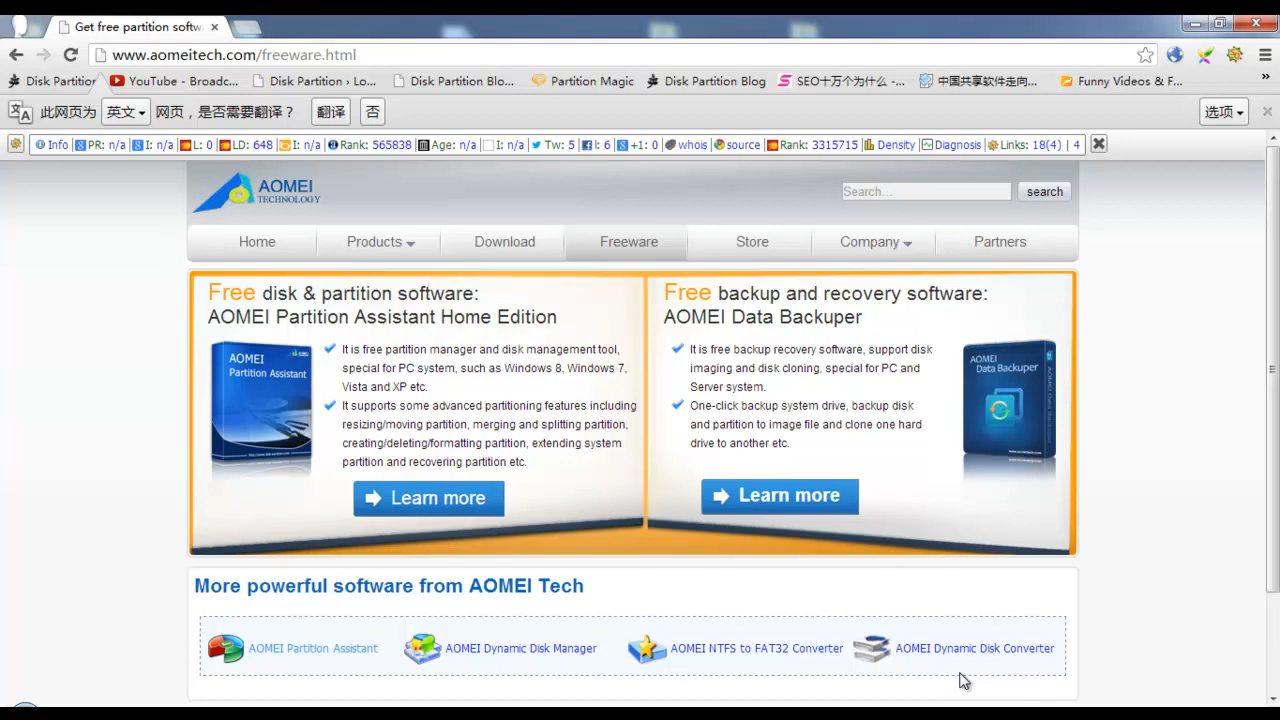 Get free partition softw
www.aomeitech.com/freeware.html
Disk Partition
YouTube - Broadc...
Disk Partition › Lo...
Disk Partition Blo...
Partition Magic
Disk Partition Blog
SEO十万个为什么 -...
中国共享软件走向...
Funny Videos & F...
此网页为 英文 网页，是否需要翻译？ 翻译 否 选项
Info PR: n/a I: n/a L: 0 LD: 648 I: n/a Rank: 565838 Age: n/a I: n/a Tw: 5 I: 6 +1: 0 whois source Rank: 3315715 Density Diagnosis Links: 18(4) | 4
AOMEI
TECHNOLOGY
Search... search
Home Products Download Freeware Store Company Partners
Free disk & partition software:
AOMEI Partition Assistant Home Edition
AOMEI
Partition Assistant
It is free partition manager and disk management tool,
special for PC system, such as Windows 8, Windows 7,
Vista and XP etc.
It supports some advanced partitioning features including
resizing/moving partition, merging and splitting partition,
creating/deleting/formatting partition, extending system
partition and recovering partition etc.
Learn more
Free backup and recovery software:
AOMEI Data Backuper
It is free backup recovery software, support disk
imaging and disk cloning, special for PC and
Server system.
One-click backup system drive, backup disk
and partition to image file and clone one hard
drive to another etc.
Learn more
AOMEI
Data Backuper
AOMEI Data Backuper
More powerful software from AOMEI Tech
AOMEI Partition Assistant
AOMEI Dynamic Disk Manager
AOMEI NTFS to FAT32 Converter
AOMEI Dynamic Disk Converter